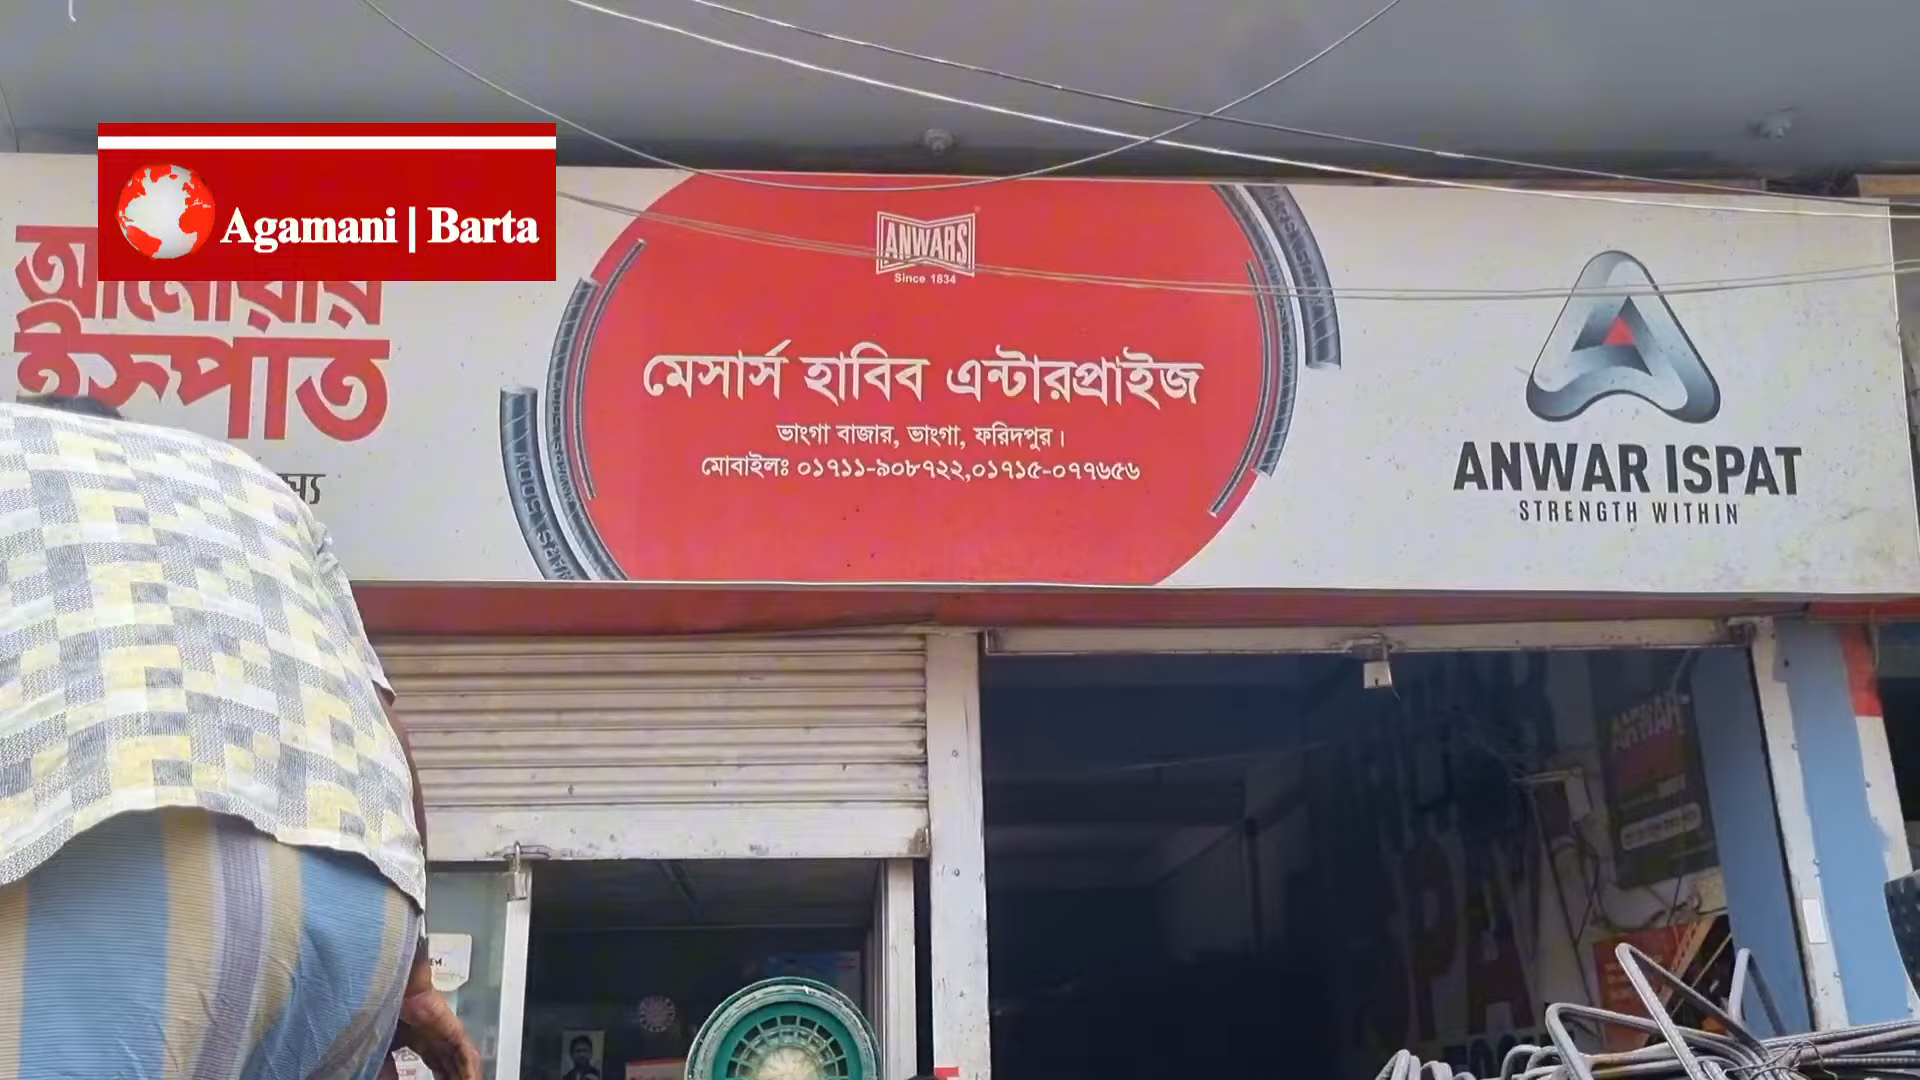 Agamani | Barta
আনোয়ার
ইস্পাত
ANWARS
Since 1834
মেসার্স হাবিব এন্টারপ্রাইজ
ভাংগা বাজার, ভাংগা, ফরিদপুর।
মোবাইলঃ ০১৭১১-৯০৮৭২২,০১৭১৫-০৭৭৬৫৬
ANWAR ISPAT
STRENGTH WITHIN